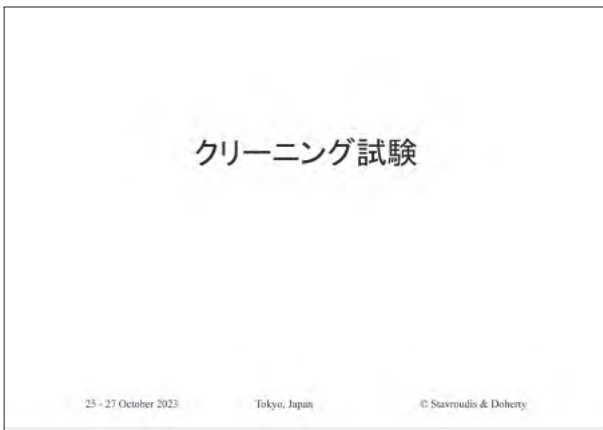 クリーニング試験
25 - 27 October 2023 Tokyo, Japan © Stavroudis & Doherty